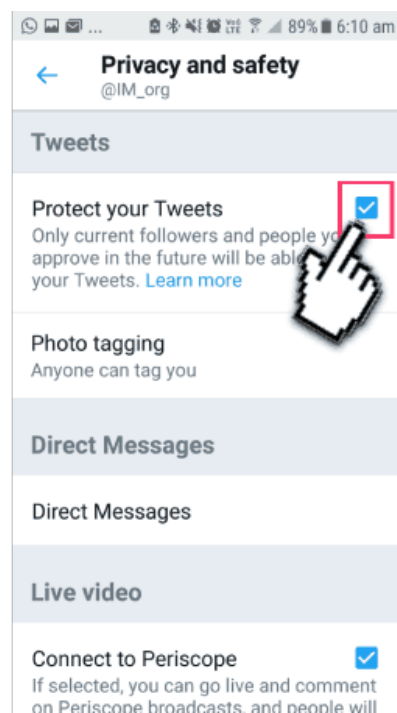 ... 89% 6:10 am
Privacy and safety
@IM_org
Tweets
Protect your Tweets
Only current followers and people
approve in the future will be
your Tweets. Learn more
Photo tagging
Anyone can tag you
Direct Messages
Direct Messages
Live video
Connect to Periscope
If selected, you can go live and comment
on Periscope broadcasts, and people will